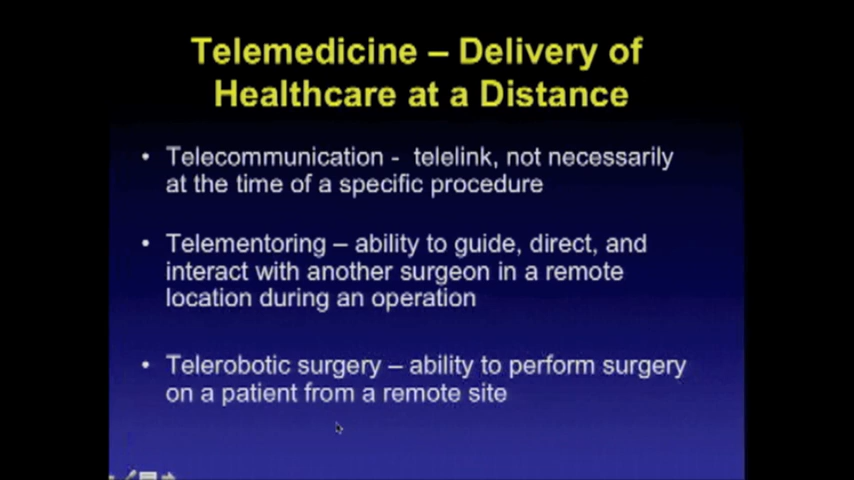 Telemedicine – Delivery of
Healthcare at a Distance
• Telecommunication - telelink, not necessarily
at the time of a specific procedure
• Telementoring – ability to guide, direct, and
interact with another surgeon in a remote
location during an operation
• Telerobotic surgery – ability to perform surgery
on a patient from a remote site